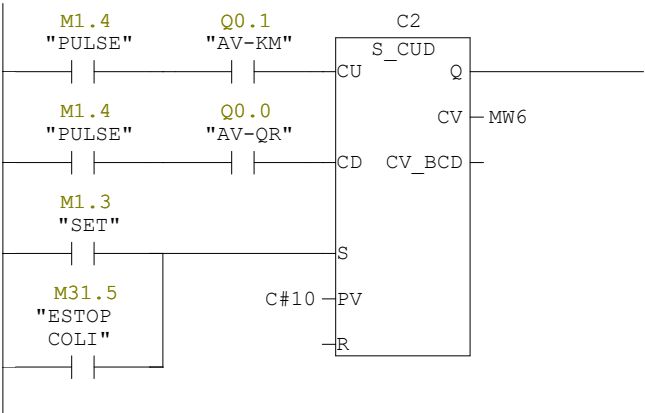 M1.4 Q0.1 C2
"PULSE" "AV-KM" S_CUD
CU Q
M1.4 Q0.0
"PULSE" "AV-QR" CV MW6
CD CV_BCD
M1.3
"SET"
S
M31.5 C#10 PV
"ESTOP
COLI" R